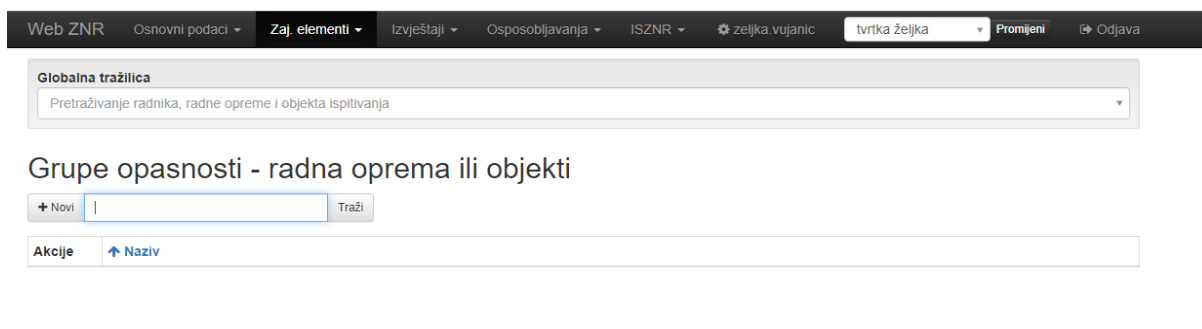 Web ZNR Osnovni podaci Zaj. elementi Izvještaji Osposobljavanja ISZNR zeljka.vujanic tvrtka željka Promijeni Odjava
Globalna tražilica
Pretraživanje radnika, radne opreme i objekta ispitivanja
Grupe opasnosti - radna oprema ili objekti
+ Novi Traži
Akcije Naziv